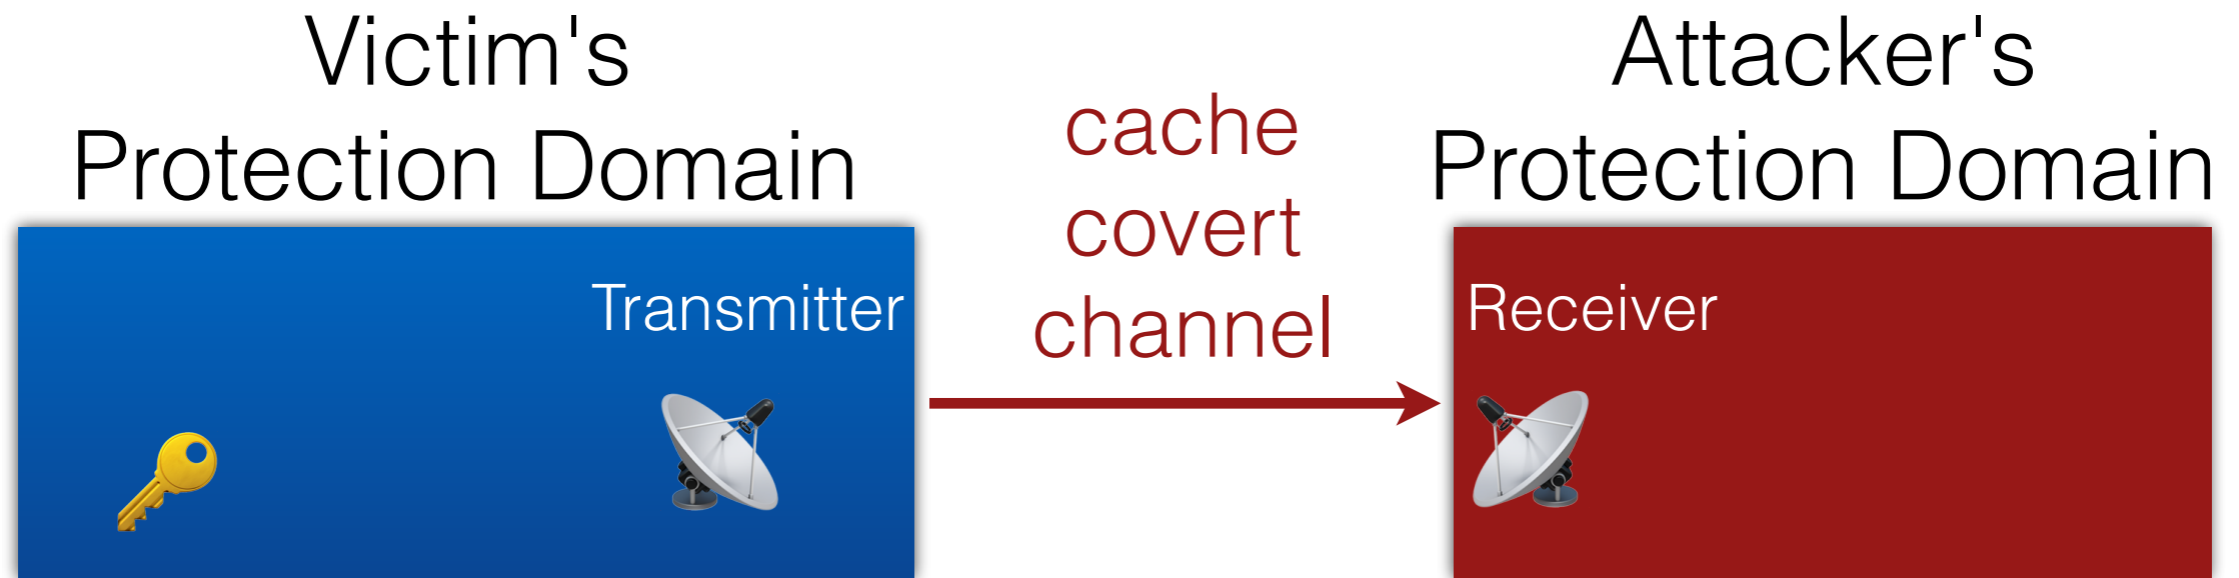 Victim's
Protection Domain
Transmitter
cache
covert
channel
Attacker's
Protection Domain
Receiver